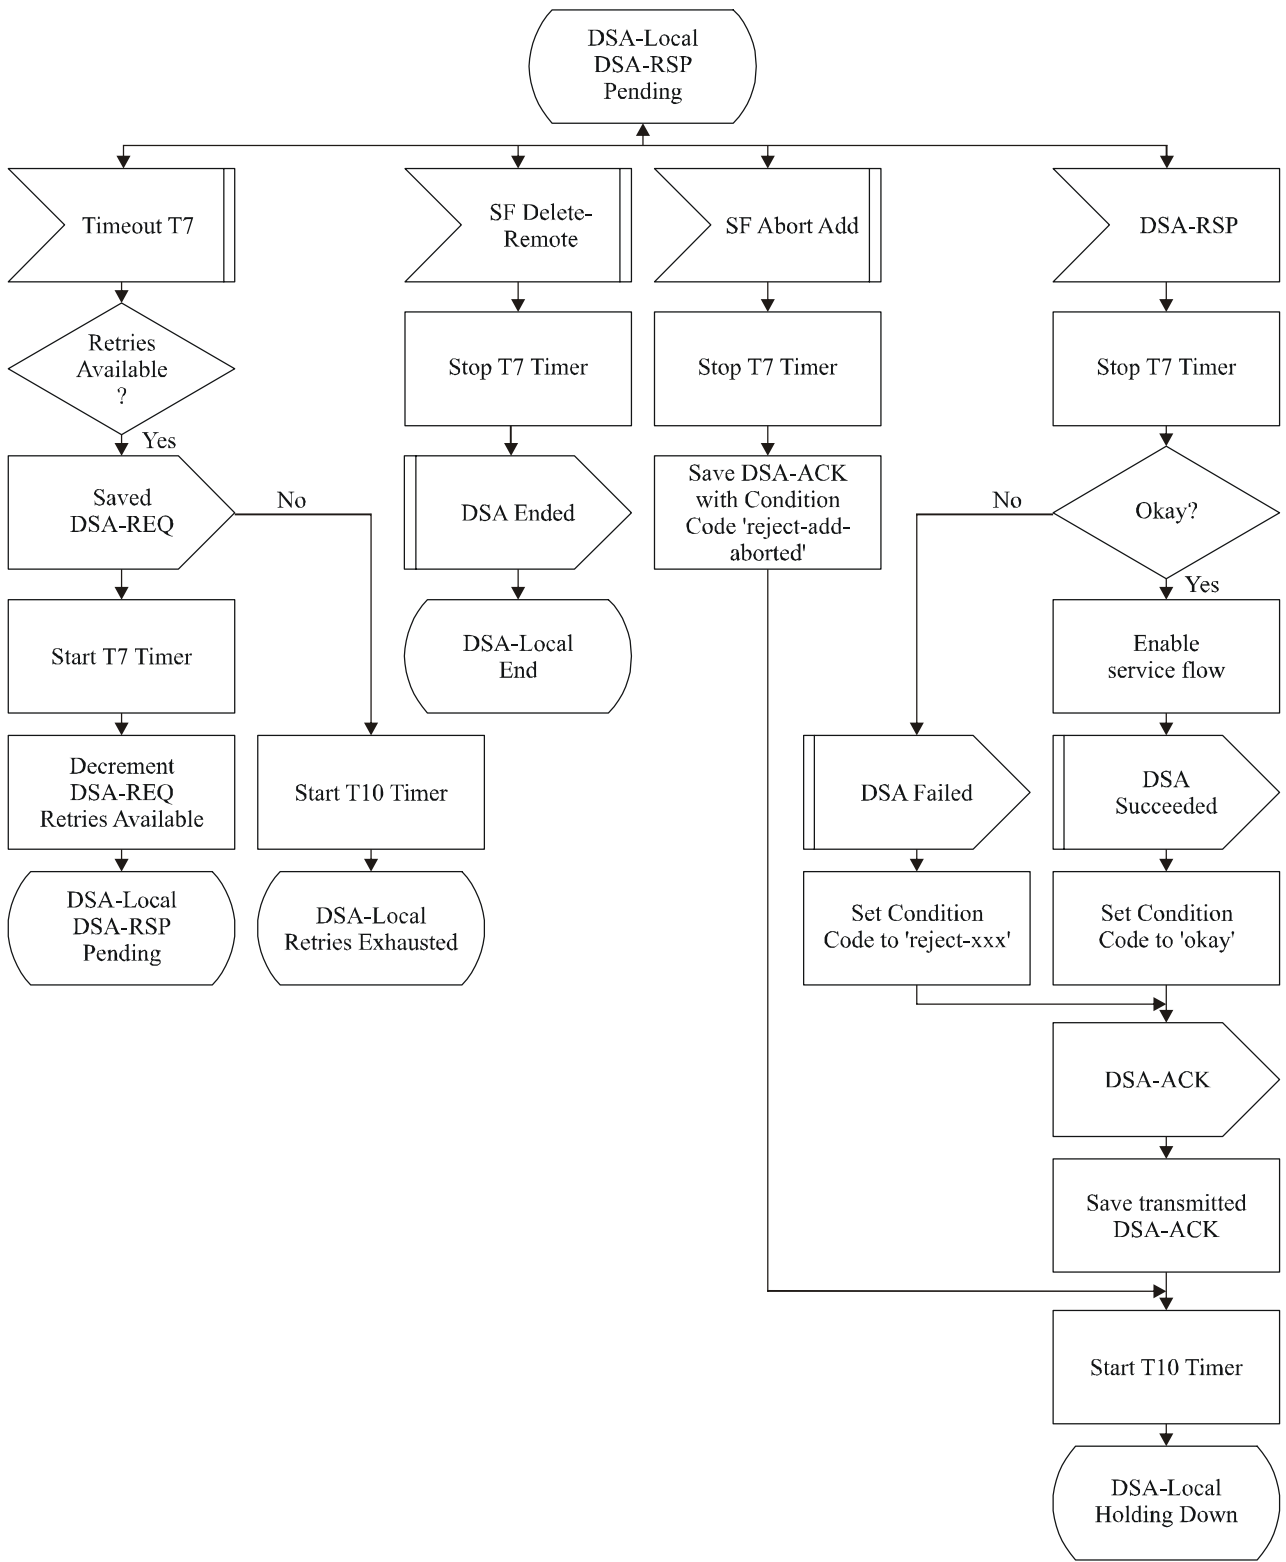 DSA-Local
DSA-RSP
Pending
Timeout T7
SF Delete-
Remote
SF Abort Add
DSA-RSP
Retries
Available
?
Stop T7 Timer
Stop T7 Timer
Stop T7 Timer
Yes
Saved
DSA-REQ
No
DSA Ended
Save DSA-ACK
with Condition
Code 'reject-add-
aborted'
No
Okay?
Yes
Start T7 Timer
DSA-Local
End
Enable
service flow
Decrement
DSA-REQ
Retries Available
Start T10 Timer
DSA Failed
DSA
Succeeded
DSA-Local
DSA-RSP
Pending
DSA-Local
Retries Exhausted
Set Condition
Code to 'reject-xxx'
Set Condition
Code to 'okay'
DSA-ACK
Save transmitted
DSA-ACK
Start T10 Timer
DSA-Local
Holding Down